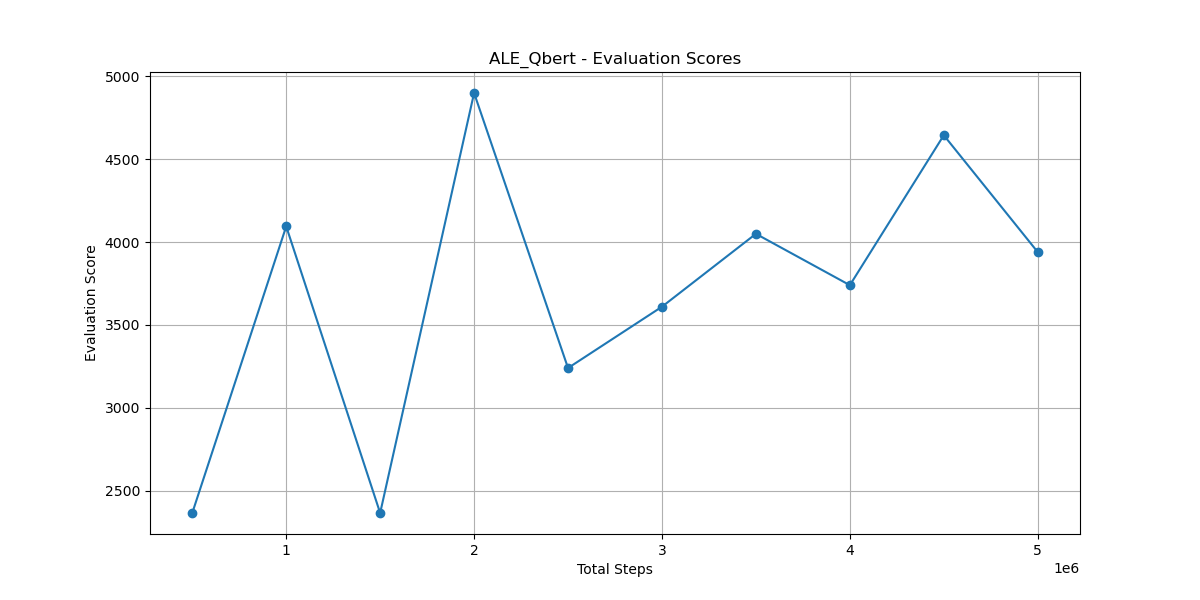 ALE_Qbert - Evaluation Scores
5000
4500
4000
3500
3000
2500
Evaluation Score
1 2 3 4 5
Total Steps
1e6